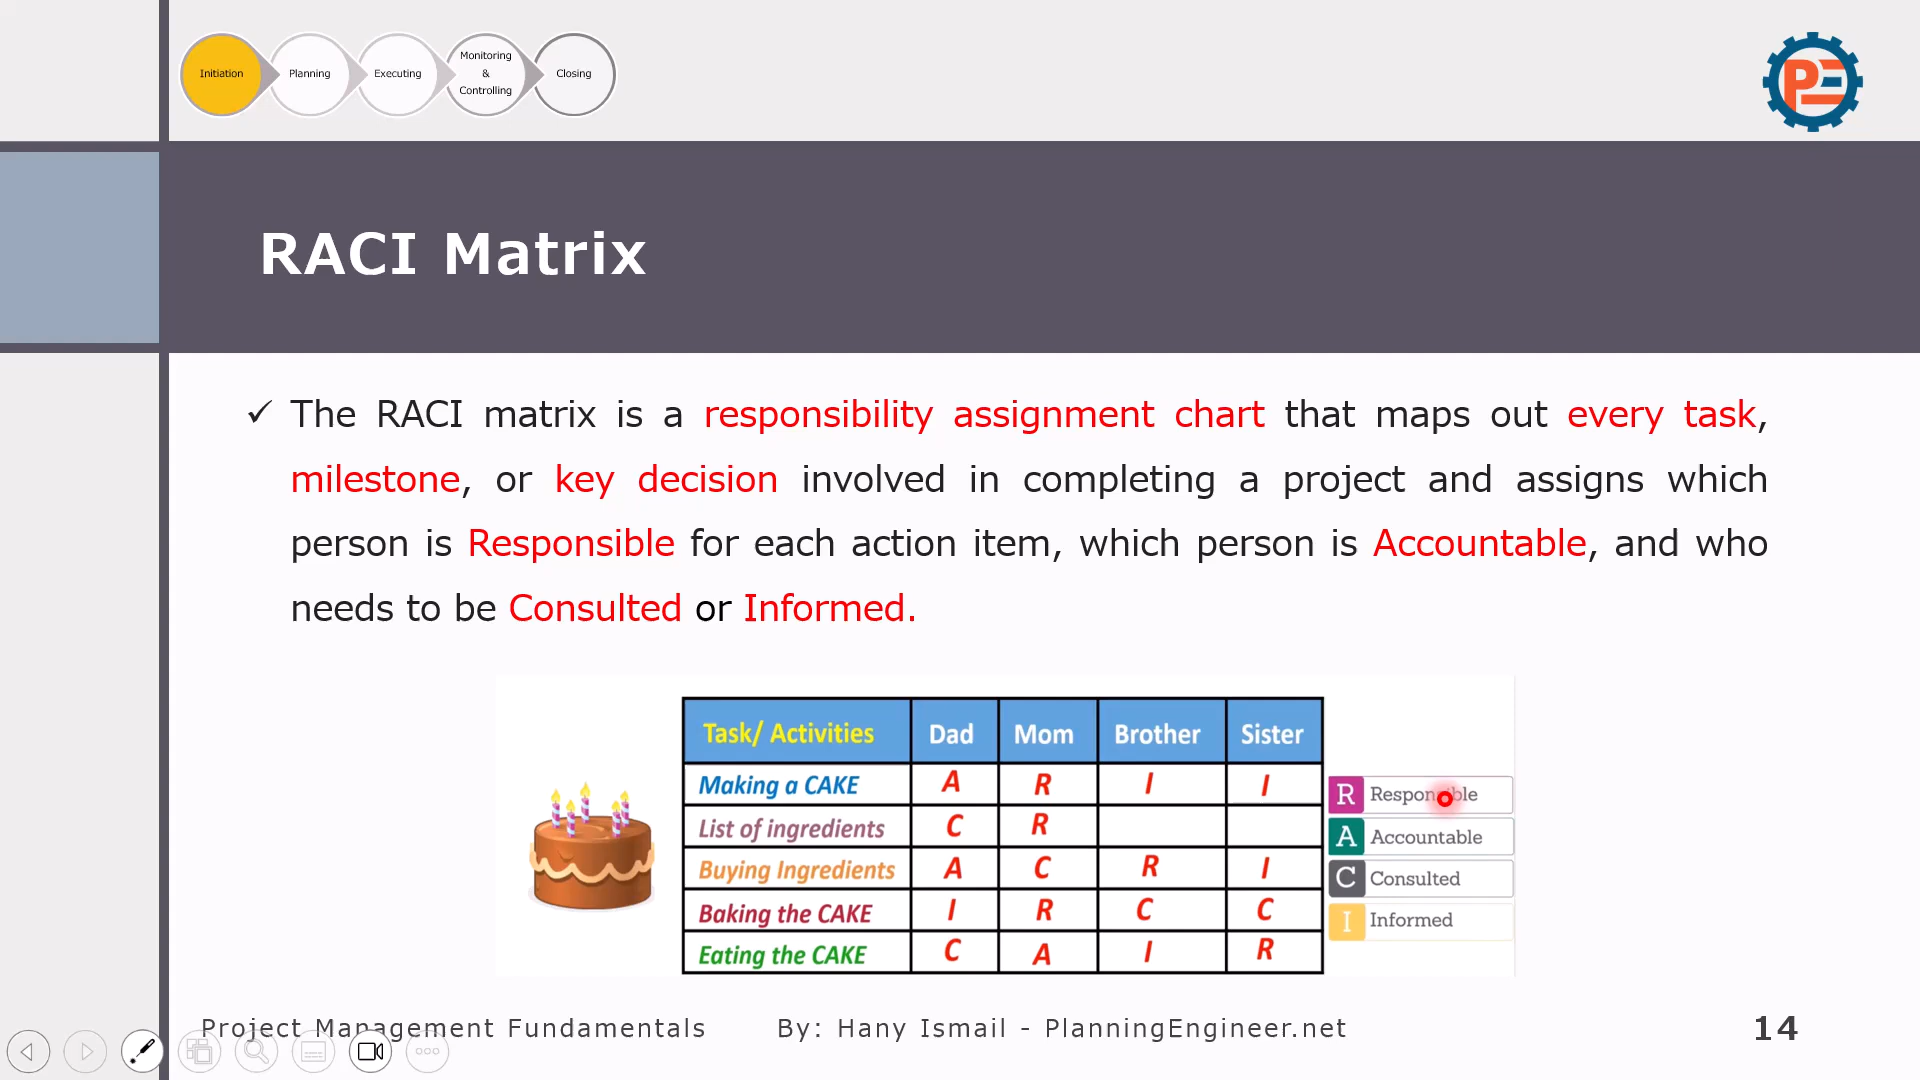 Initiation
Planning
Executing
Monitoring
&
Controlling
Closing
PE
RACI Matrix
✓ The RACI matrix is a responsibility assignment chart that maps out every task,
milestone, or key decision involved in completing a project and assigns which
person is Responsible for each action item, which person is Accountable, and who
needs to be Consulted or Informed.
Task/ Activities Dad Mom Brother Sister
Making a CAKE A R I I
List of ingredients C R
Buying Ingredients A C R I
Baking the CAKE I R C C
Eating the CAKE C A I R
R Responsible
A Accountable
C Consulted
I Informed
Project Management Fundamentals By: Hany Ismail - PlanningEngineer.net 14